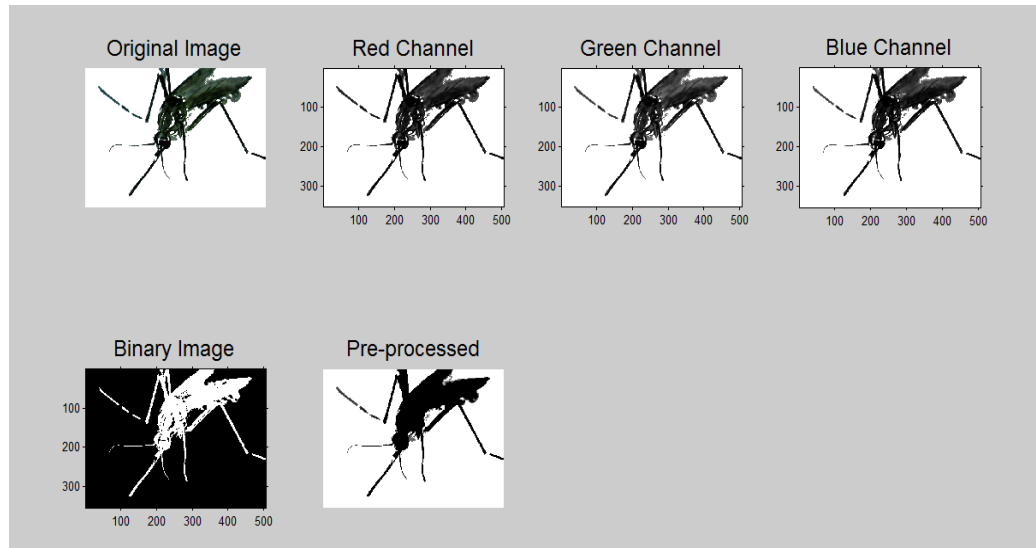 Original Image
Red Channel
Green Channel
Blue Channel
100
200
300
100 200 300 400 500
100
200
300
100 200 300 400 500
100
200
300
100 200 300 400 500
Binary Image
Pre-processed
100
200
300
100 200 300 400 500